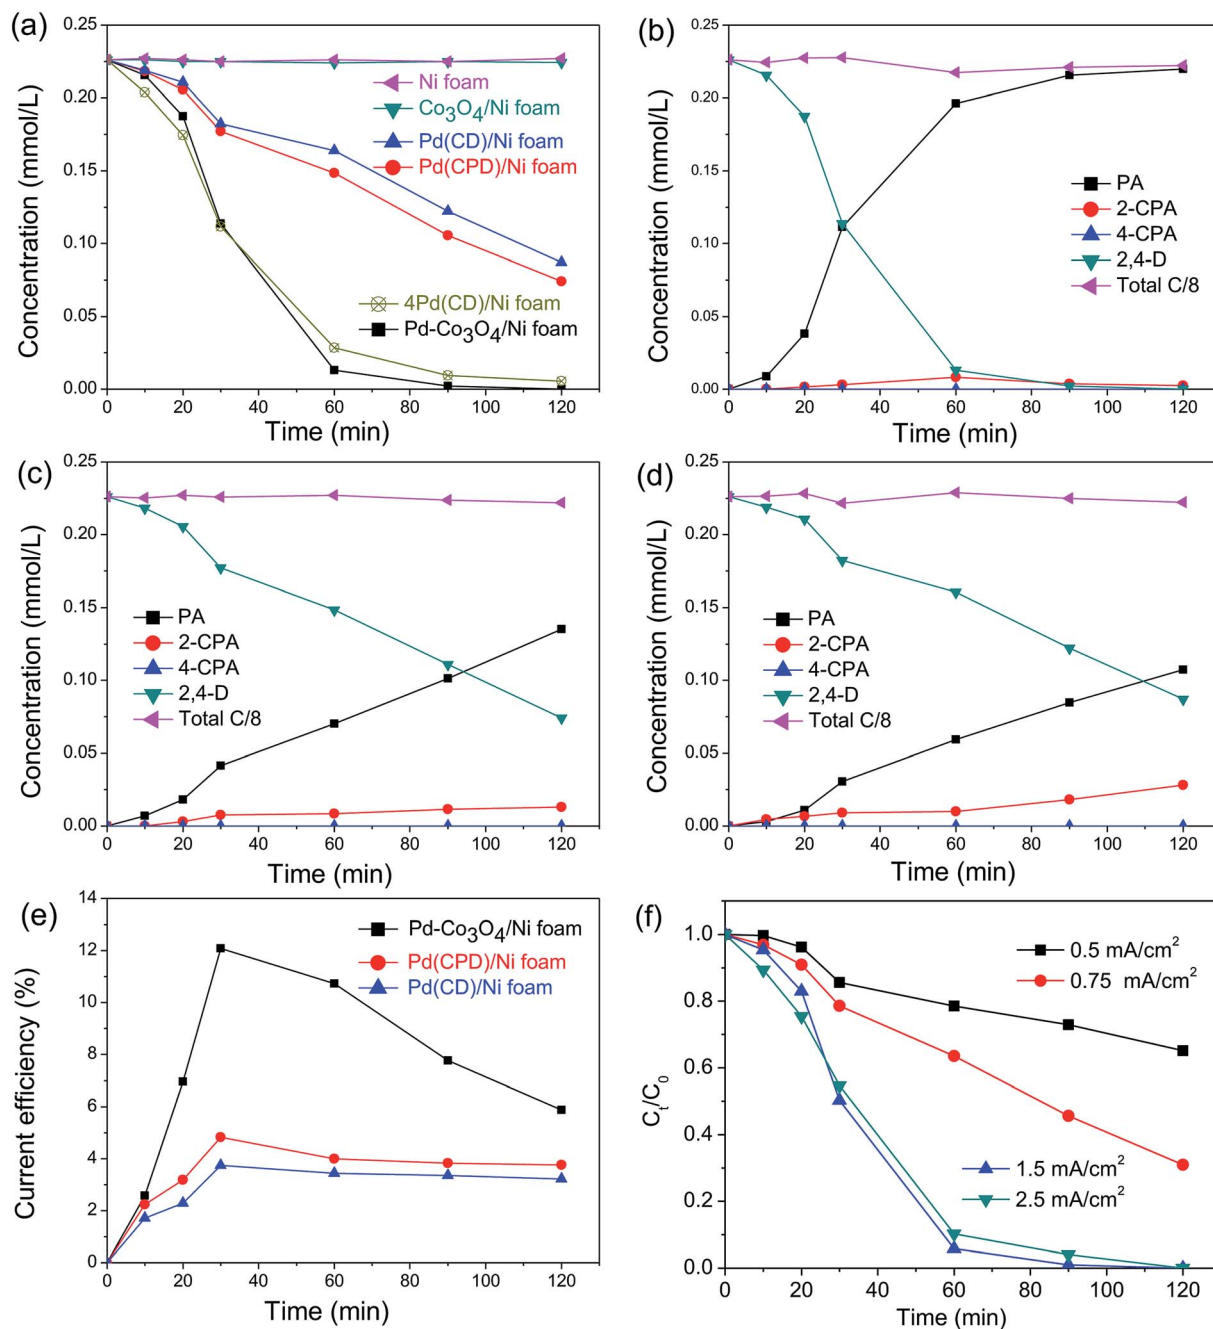 (a)
Concentration (mmol/L)
0.25
0.20
0.15
0.10
0.05
0.00
Ni foam
Co₃O₄/Ni foam
Pd(CD)/Ni foam
Pd(CPD)/Ni foam
4Pd(CD)/Ni foam
Pd-Co₃O₄/Ni foam
0 20 40 60 80 100 120
Time (min)
(b)
Concentration (mmol/L)
0.25
0.20
0.15
0.10
0.05
0.00
PA
2-CPA
4-CPA
2,4-D
Total C/8
0 20 40 60 80 100 120
Time (min)
(c)
Concentration (mmol/L)
0.25
0.20
0.15
0.10
0.05
0.00
PA
2-CPA
4-CPA
2,4-D
Total C/8
0 20 40 60 80 100 120
Time (min)
(d)
Concentration (mmol/L)
0.25
0.20
0.15
0.10
0.05
0.00
PA
2-CPA
4-CPA
2,4-D
Total C/8
0 20 40 60 80 100 120
Time (min)
(e)
Current efficiency (%)
14
12
10
8
6
4
2
0
Pd-Co₃O₄/Ni foam
Pd(CPD)/Ni foam
Pd(CD)/Ni foam
0 20 40 60 80 100 120
Time (min)
(f)
Cₜ/C₀
1.0
0.8
0.6
0.4
0.2
0.0
0.5 mA/cm²
0.75 mA/cm²
1.5 mA/cm²
2.5 mA/cm²
0 20 40 60 80 100 120
Time (min)